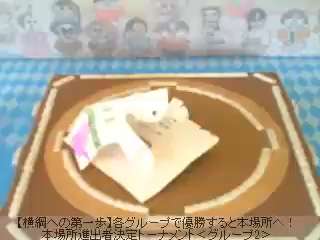 【横綱への第一歩】各グループで優勝すると本場所へ！
本場所進出者決定トーナメント＜グループ2＞